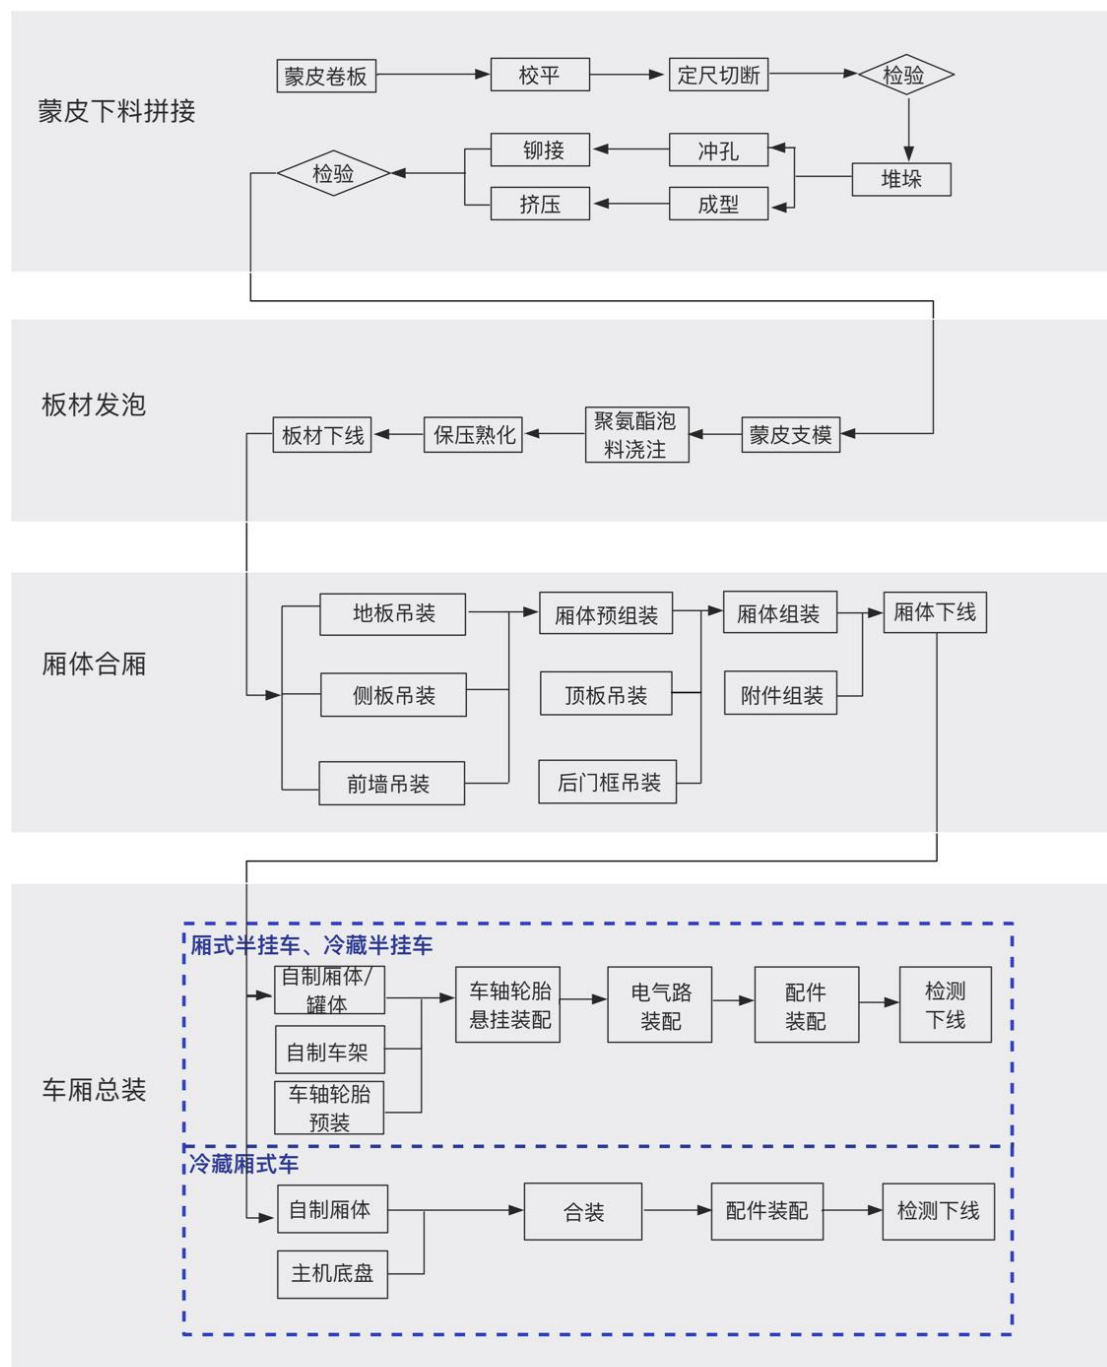 蒙皮下料拼接
蒙皮卷板
校平
定尺切断
检验
铆接
冲孔
检验
堆垛
挤压
成型
板材发泡
板材下线
保压熟化
聚氨酯泡
料浇注
蒙皮支模
厢体合厢
地板吊装
厢体预组装
厢体组装
厢体下线
侧板吊装
顶板吊装
附件组装
前墙吊装
后门框吊装
车厢总装
厢式半挂车、冷藏半挂车
自制厢体/
罐体
车轴轮胎
悬挂装配
电气路
装配
配件
装配
检测
下线
自制车架
车轴轮胎
预装
冷藏厢式车
自制厢体
合装
配件装配
检测下线
主机底盘